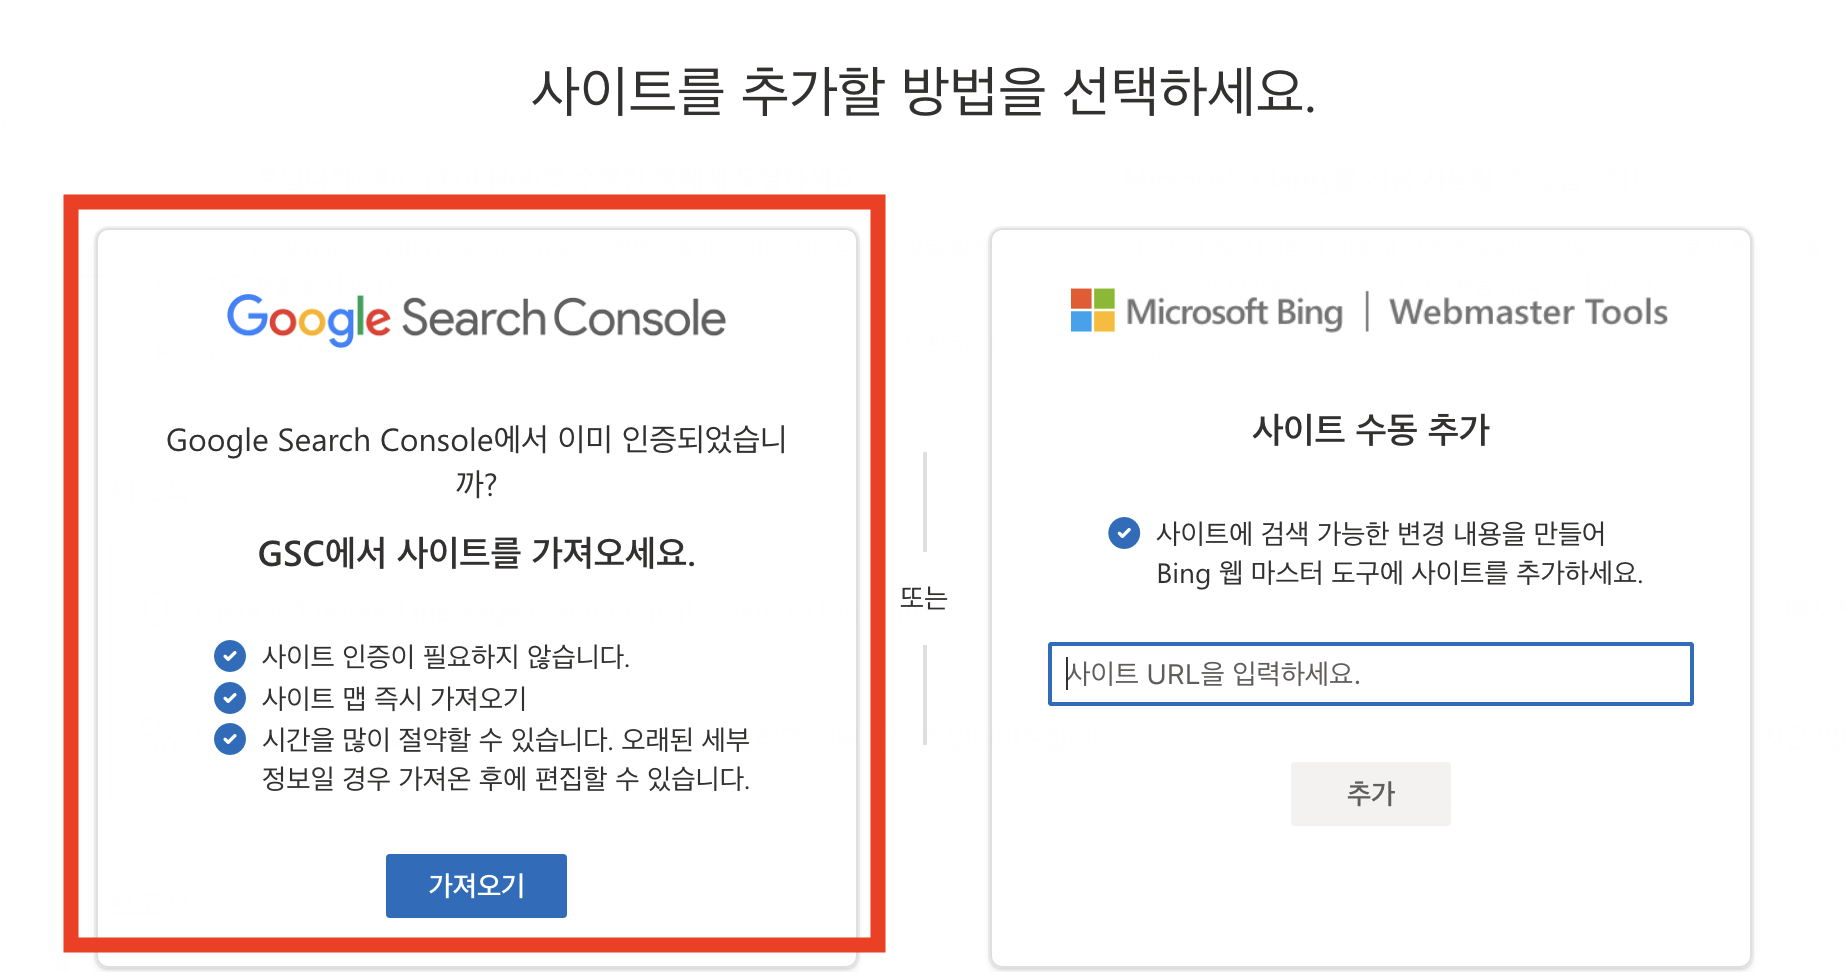 사이트를 추가할 방법을 선택하세요.
Google Search Console
Google Search Console에서 이미 인증되었습니
까?
GSC에서 사이트를 가져오세요.
사이트 인증이 필요하지 않습니다.
사이트 맵 즉시 가져오기
시간을 많이 절약할 수 있습니다. 오래된 세부
정보일 경우 가져온 후에 편집할 수 있습니다.
가져오기
또는
Microsoft Bing | Webmaster Tools
사이트 수동 추가
사이트에 검색 가능한 변경 내용을 만들어
Bing 웹 마스터 도구에 사이트를 추가하세요.
사이트 URL을 입력하세요.
추가